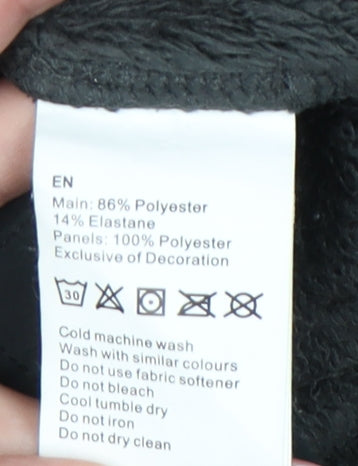 EN
Main: 86% Polyester
14% Elastane
Panels: 100% Polyester
Exclusive of Decoration
30
Cold machine wash
Wash with similar colours
Do not use fabric softener
Do not bleach
Cool tumble dry
Do not iron
Do not dry clean